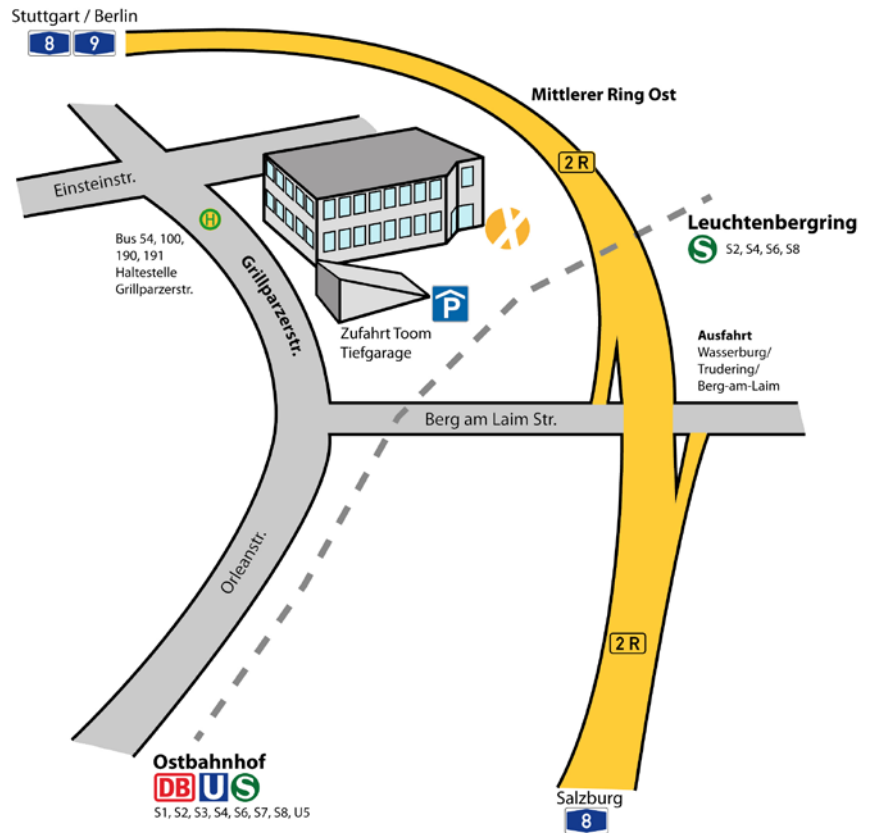 Stuttgart / Berlin
8 9
Mittlerer Ring Ost
2 R
Einsteinstr.
Leuchtenbergring
S S2, S4, S6, S8
H
Bus 54, 100,
190, 191
Haltestelle
Grillparzerstr.
Grillparzerstr.
X
P
Zufahrt Toom
Tiefgarage
Ausfahrt
Wasserburg/
Trudering/
Berg-am-Laim
Berg am Laim Str.
Orleanstr.
2 R
Ostbahnhof
DB U S
S1, S2, S3, S4, S6, S7, S8, U5
Salzburg
8